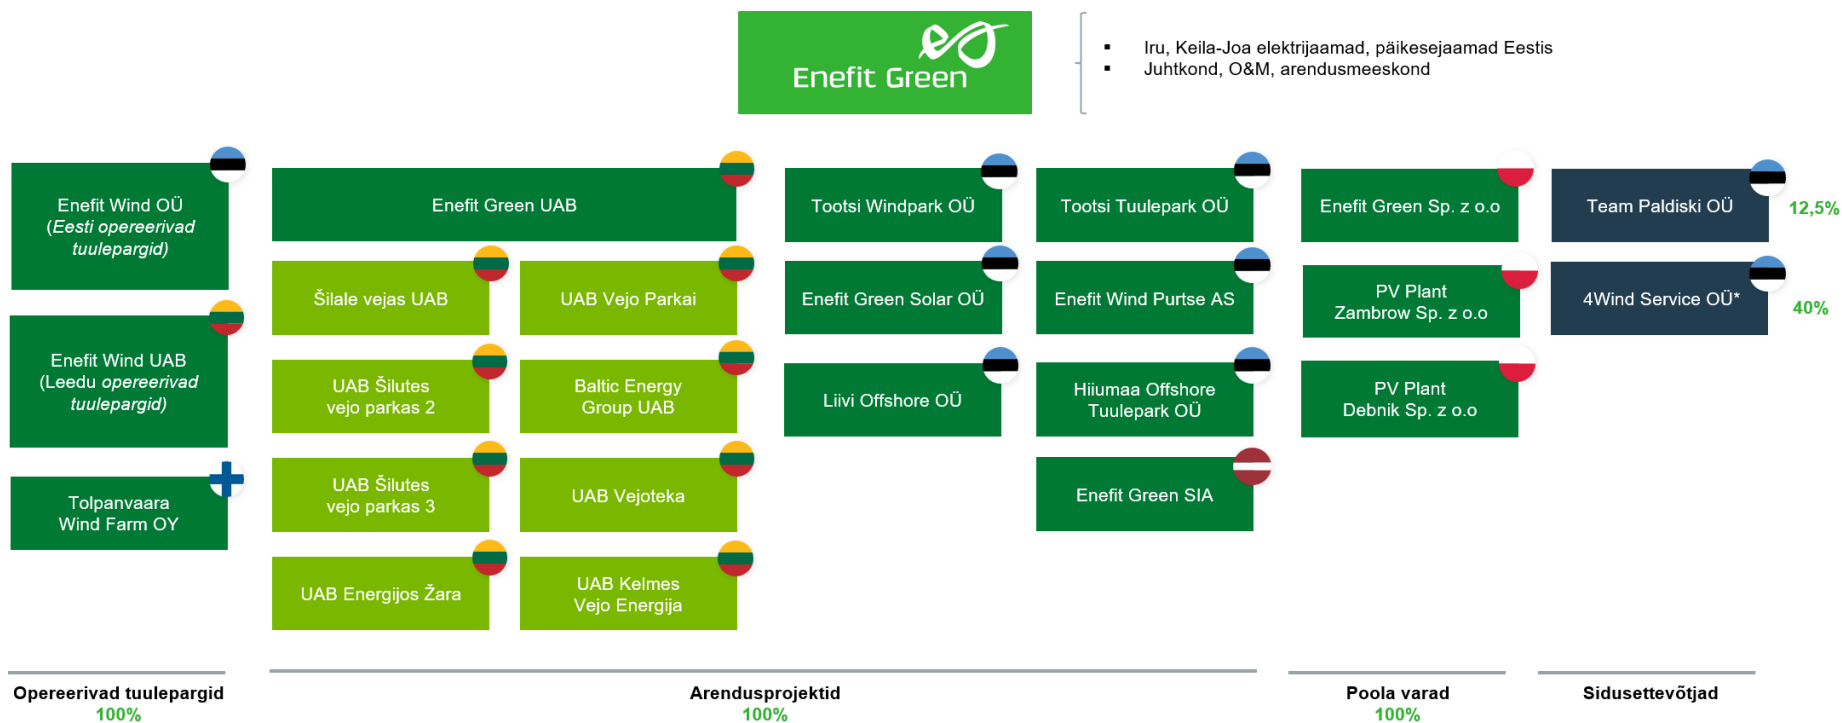 Enefit Green
▪ Iru, Keila-Joa elektrijaamad, päikesejaamad Eestis
▪ Juhtkond, O&M, arendusmeeskond
Enefit Wind OÜ
(Eesti opereerivad
tuulepargid)
Enefit Wind UAB
(Leedu opereerivad
tuulepargid)
Tolpanvaara
Wind Farm OY
Opereerivad tuulepargid
100%
Enefit Green UAB
Šilale vejas UAB
UAB Vejo Parkai
UAB Šilutes
vejo parkas 2
Baltic Energy
Group UAB
UAB Šilutes
vejo parkas 3
UAB Vejoteka
UAB Energijos Žara
UAB Kelmes
Vejo Energija
Tootsi Windpark OÜ
Tootsi Tuulepark OÜ
Enefit Green Solar OÜ
Enefit Wind Purtse AS
Liivi Offshore OÜ
Hiiumaa Offshore
Tuulepark OÜ
Enefit Green SIA
Arendusprojektid
100%
Enefit Green Sp. z o.o
PV Plant
Zambrow Sp. z o.o
PV Plant
Debnik Sp. z o.o
Poola varad
100%
Team Paldiski OÜ
12,5%
4Wind Service OÜ*
40%
Sidusettevõtjad